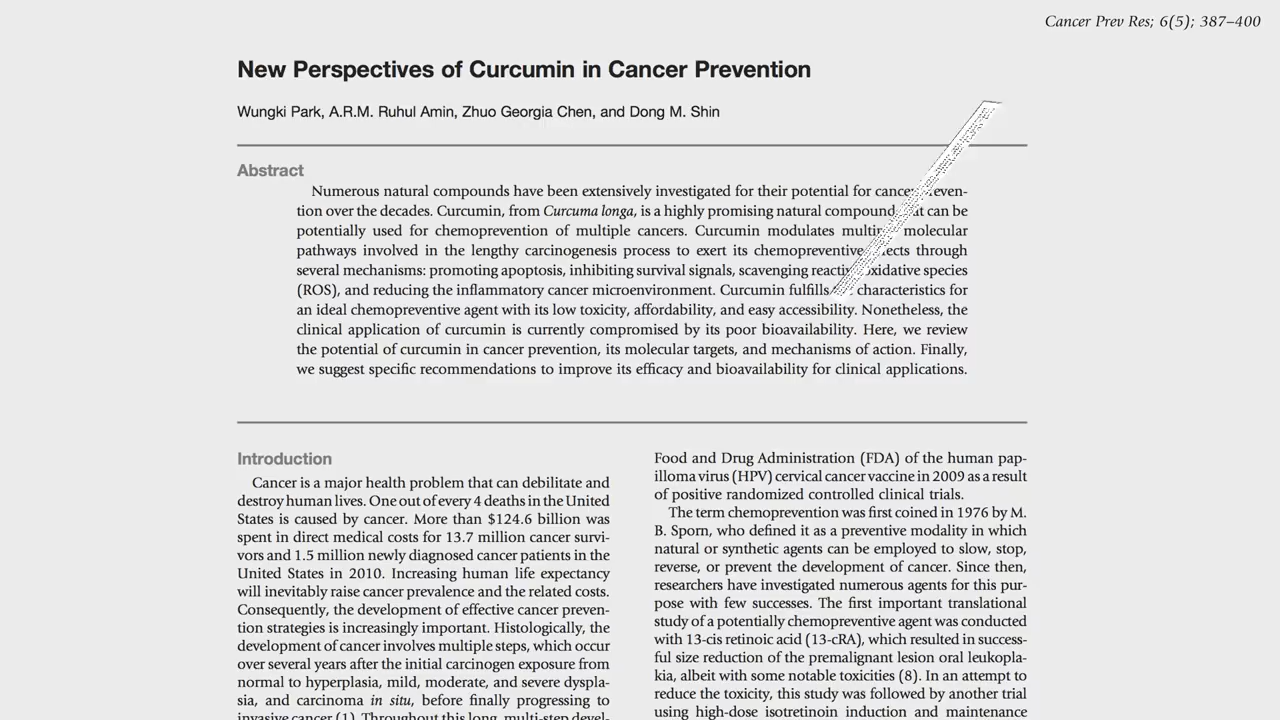 Cancer Prev Res; 6(5); 387–400
New Perspectives of Curcumin in Cancer Prevention
Wungki Park, A.R.M. Ruhul Amin, Zhuo Georgia Chen, and Dong M. Shin
Abstract
Numerous natural compounds have been extensively investigated for their potential for
tion over the decades. Curcumin, from Curcuma longa, is a highly promising natural compound can be
potentially used for chemoprevention of multiple cancers. Curcumin modulates molecular
pathways involved in the lengthy carcinogenesis process to exert its chemopreventive through
several mechanisms: promoting apoptosis, inhibiting survival signals, scavenging oxidative species
(ROS), and reducing the inflammatory cancer microenvironment. Curcumin fulfills characteristics for
an ideal chemopreventive agent with its low toxicity, affordability, and easy accessibility. Nonetheless, the
clinical application of curcumin is currently compromised by its poor bioavailability. Here, we review
the potential of curcumin in cancer prevention, its molecular targets, and mechanisms of action. Finally,
we suggest specific recommendations to improve its efficacy and bioavailability for clinical applications.
Introduction
Cancer is a major health problem that can debilitate and
destroy human lives. One out of every 4 deaths in the United
States is caused by cancer. More than $124.6 billion was
spent in direct medical costs for 13.7 million cancer survi-
vors and 1.5 million newly diagnosed cancer patients in the
United States in 2010. Increasing human life expectancy
will inevitably raise cancer prevalence and the related costs.
Consequently, the development of effective cancer preven-
tion strategies is increasingly important. Histologically, the
development of cancer involves multiple steps, which occur
over several years after the initial carcinogen exposure from
normal to hyperplasia, mild, moderate, and severe dyspla-
sia, and carcinoma in situ, before finally progressing to
invasive cancer (1). Throughout this long, multi-step devel-
Food and Drug Administration (FDA) of the human pap-
illoma virus (HPV) cervical cancer vaccine in 2009 as a result
of positive randomized controlled clinical trials.
The term chemoprevention was first coined in 1976 by M.
B. Sporn, who defined it as a preventive modality in which
natural or synthetic agents can be employed to slow, stop,
reverse, or prevent the development of cancer. Since then,
researchers have investigated numerous agents for this pur-
pose with few successes. The first important translational
study of a potentially chemopreventive agent was conducted
with 13-cis retinoic acid (13-cRA), which resulted in success-
ful size reduction of the premalignant lesion oral leukopla-
kia, albeit with some notable toxicities (8). In an attempt to
reduce the toxicity, this study was followed by another trial
using high-dose isotretinoin induction and maintenance